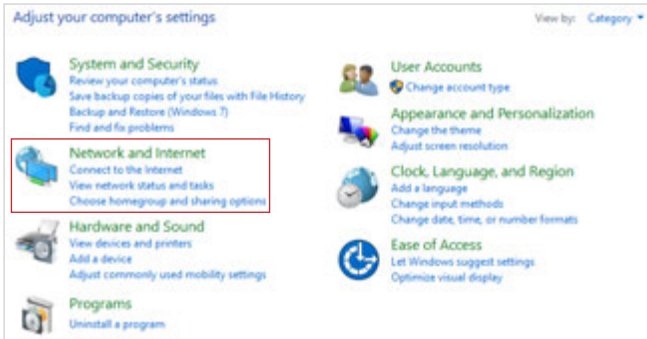 Adjust your computer's settings
View by: Category
System and Security
Review your computer's status
Save backup copies of your files with File History
Backup and Restore (Windows 7)
Find and fix problems
Network and Internet
Connect to the Internet
View network status and tasks
Choose homegroup and sharing options
Hardware and Sound
View devices and printers
Add a device
Adjust commonly used mobility settings
Programs
Uninstall a program
User Accounts
Change account type
Appearance and Personalization
Change the theme
Adjust screen resolution
Clock, Language, and Region
Add a language
Change input methods
Change date, time, or number formats
Ease of Access
Let Windows suggest settings
Optimize visual display